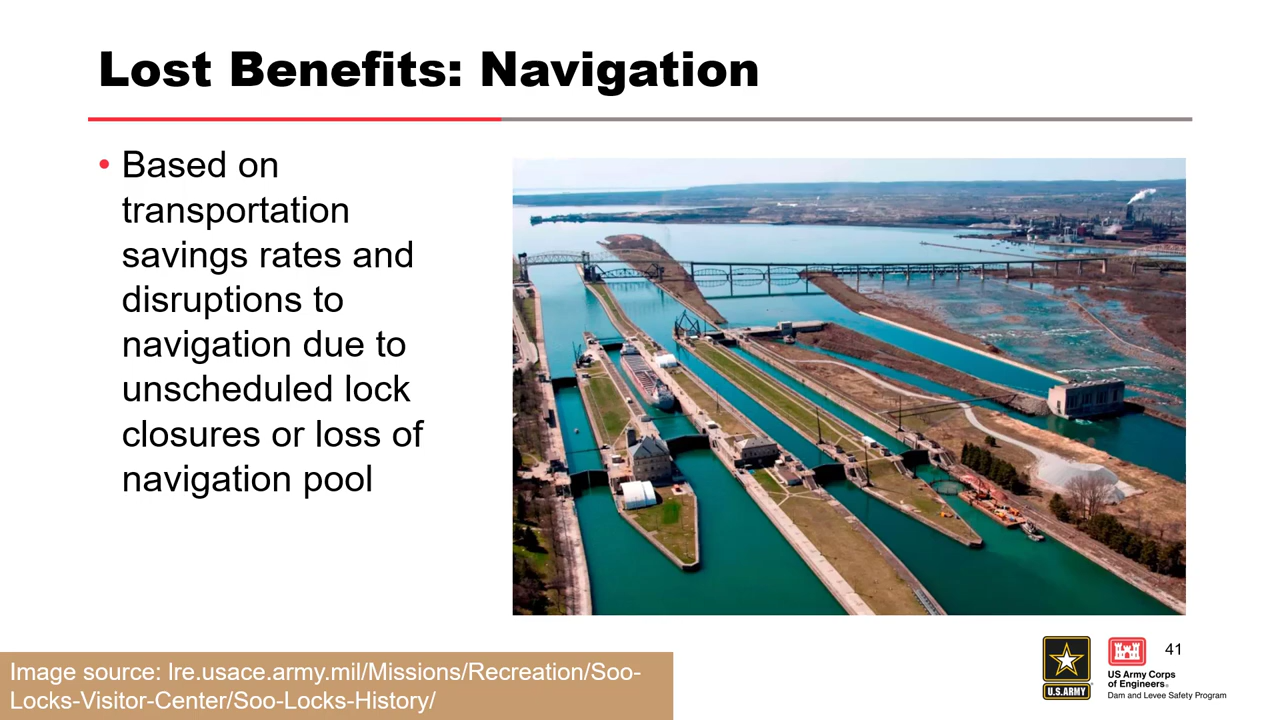 Lost Benefits: Navigation
• Based on
transportation
savings rates and
disruptions to
navigation due to
unscheduled lock
closures or loss of
navigation pool
Image source: lre.usace.army.mil/Missions/Recreation/Soo-
Locks-Visitor-Center/Soo-Locks-History/
41
U.S. ARMY
US Army Corps
of Engineers®
Dam and Levee Safety Program